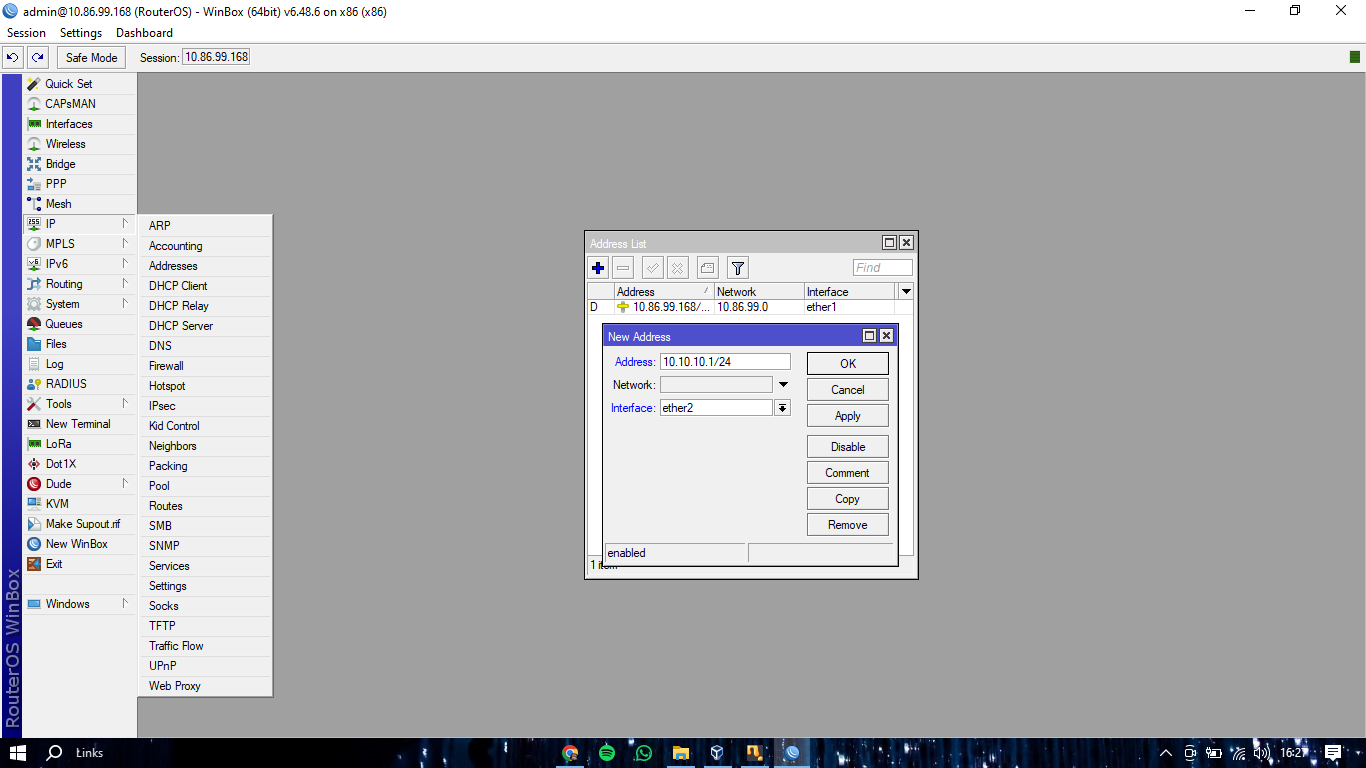 admin@10.86.99.168 (RouterOS) - WinBox (64bit) v6.48.6 on x86 (x86)
Session Settings Dashboard
Safe Mode Session: 10.86.99.168
Quick Set
CAPsMAN
Interfaces
Wireless
Bridge
PPP
Mesh
IP
MPLS
IPv6
Routing
System
Queues
Files
Log
RADIUS
Tools
New Terminal
LoRa
Dot1X
Dude
KVM
Make Supout.rif
New WinBox
Exit
Windows
RouterOS WinBox
ARP
Accounting
Addresses
DHCP Client
DHCP Relay
DHCP Server
DNS
Firewall
Hotspot
IPsec
Kid Control
Neighbors
Packing
Pool
Routes
SMB
SNMP
Services
Settings
Socks
TFTP
Traffic Flow
UPnP
Web Proxy
Address List
Find
Address Network Interface
D 10.86.99.168/... 10.86.99.0 ether1
New Address
Address: 10.10.10.1/24
Network:
Interface: ether2
OK
Cancel
Apply
Disable
Comment
Copy
Remove
enabled
1 item
Łinks
16:27